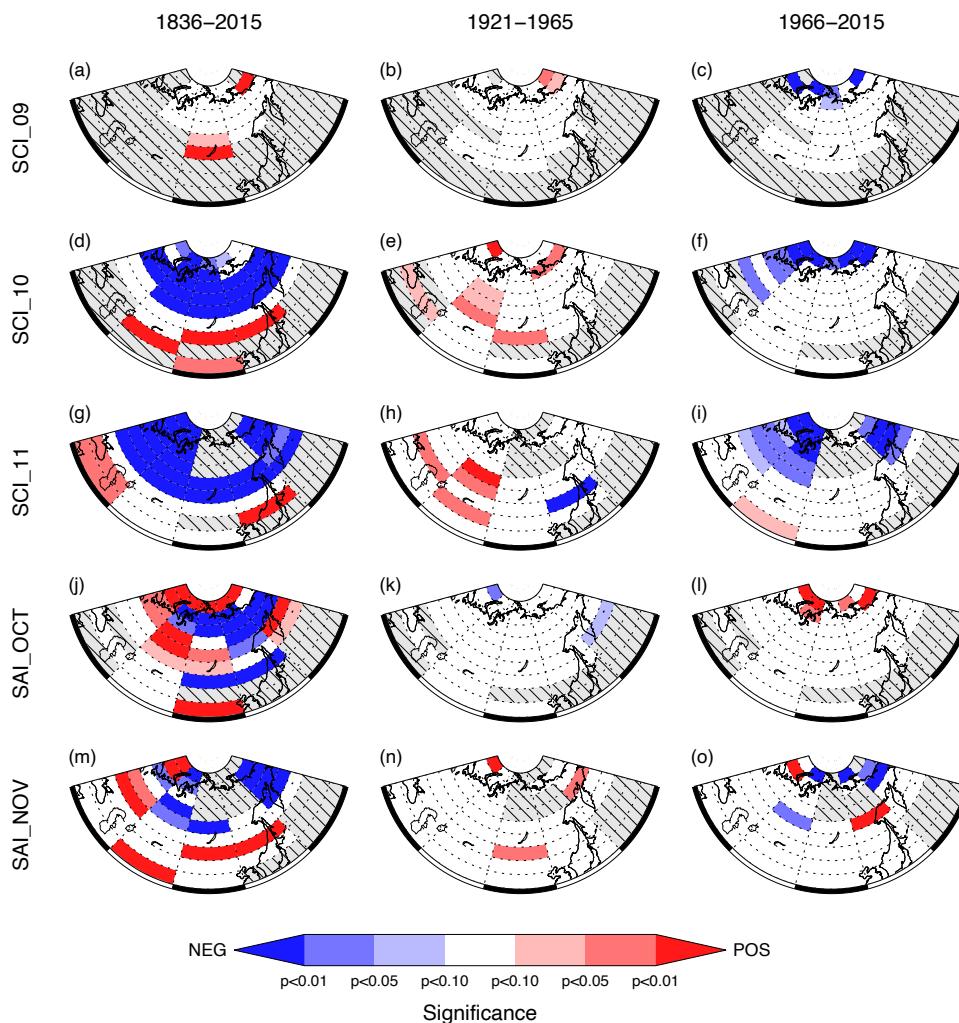 1836–2015 1921–1965 1966–2015
(a) (b) (c)
SCI_09
(d) (e) (f)
SCI_10
(g) (h) (i)
SCI_11
(j) (k) (l)
SAI_OCT
(m) (n) (o)
SAI_NOV
NEG POS
p<0.01 p<0.05 p<0.10 p<0.10 p<0.05 p<0.01
Significance